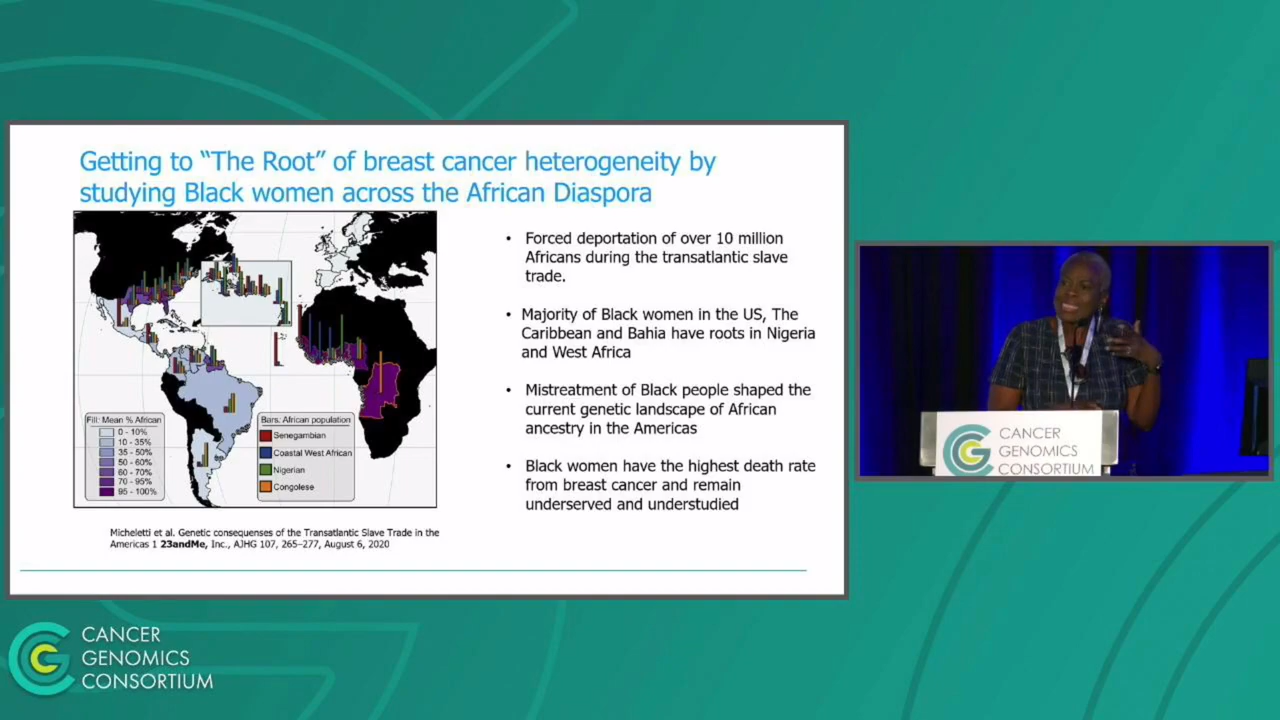 Getting to “The Root” of breast cancer heterogeneity by
studying Black women across the African Diaspora
Fill: Mean % African
0 - 10%
10 - 35%
35 - 50%
50 - 60%
60 - 70%
70 - 95%
95 - 100%
Bars: African population
Senegambian
Coastal West African
Nigerian
Congolese
Micheletti et al. Genetic consequences of the Transatlantic Slave Trade in the
Americas 1 23andMe, Inc., AJHG 107, 265–277, August 6, 2020
• Forced deportation of over 10 million
Africans during the transatlantic slave
trade.
• Majority of Black women in the US, The
Caribbean and Bahia have roots in Nigeria
and West Africa
• Mistreatment of Black people shaped the
current genetic landscape of African
ancestry in the Americas
• Black women have the highest death rate
from breast cancer and remain
underserved and understudied
CANCER
GENOMICS
CONSORTIUM
CANCER
GENOMICS
CONSORTIUM